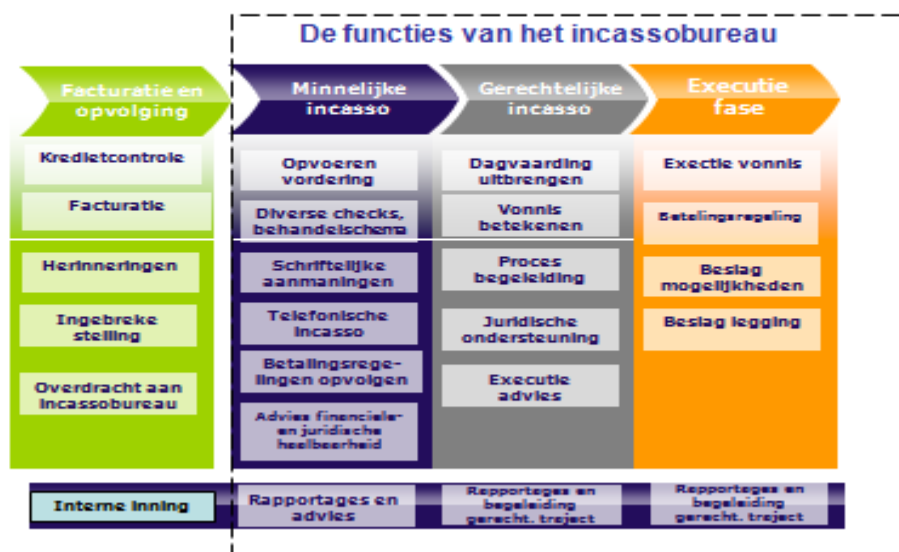 De functies van het incassobureau
Facturatie en
opvolging
Minnelijke
incasso
Gerechtelijke
incasso
Executie
fase
Kredietcontrole
Facturatie
Herinneringen
Ingebreke
stelling
Overdracht aan
incassobureau
Opvoeren
vordering
Diverse checks,
behandelschema
Schriftelijke
aanmaningen
Telefonische
incasso
Betalingsrege-
lingen opvolgen
Advies financiele-
en juridische
Dagvaarding
uitbrengen
Vonnis
betekenen
Proces
begeleiding
Juridische
ondersteuning
Executie
advies
Exectie vonnis
Betalingsregeling
Beslag
mogelijkheden
Beslag legging
Interne inning
Rapportages en
advies
Rapportages en
begeleiding
gerecht. traject
Rapportages en
begeleiding
gerecht. traject